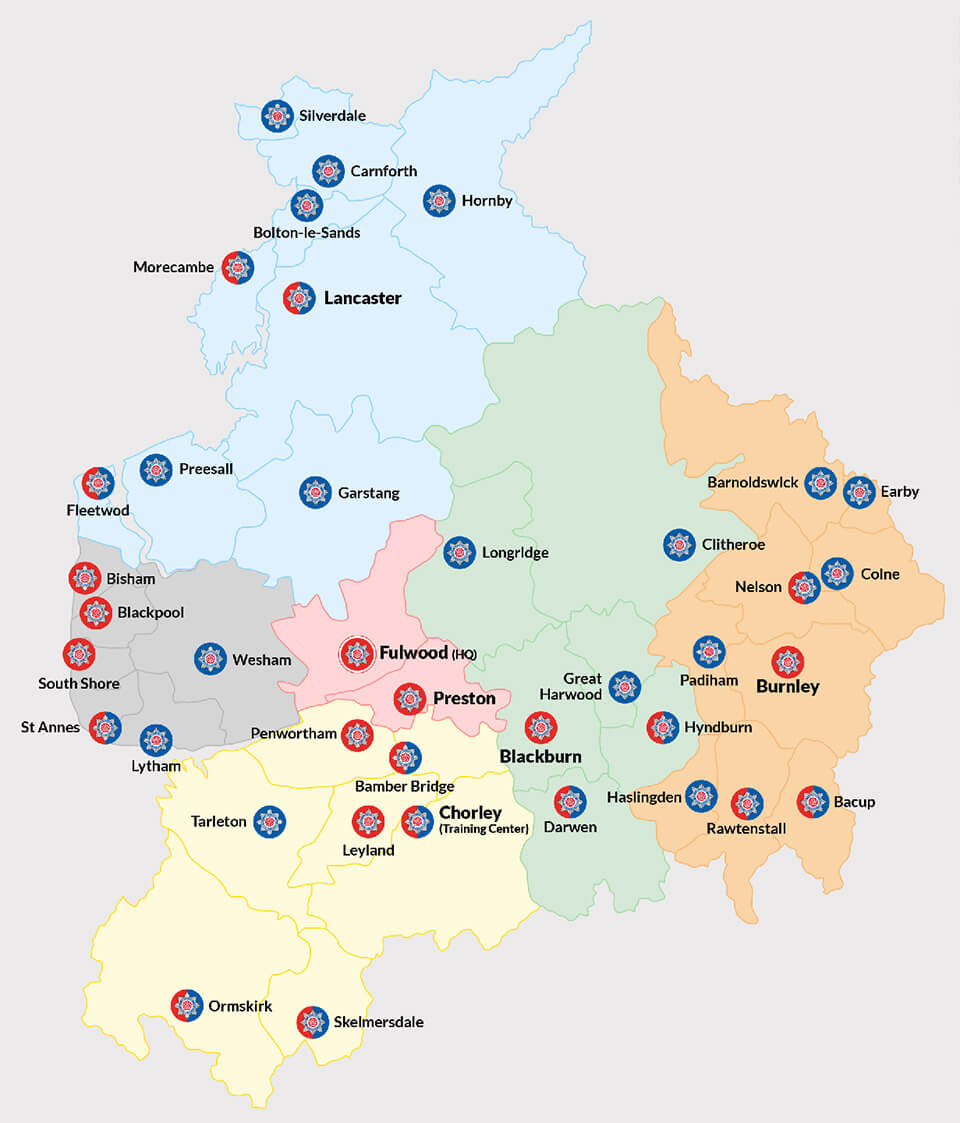 Silverdale
Carnforth
Hornby
Bolton-le-Sands
Morecambe
Lancaster
Preesall
Fleetwod
Garstang
Barnoldswlck
Earby
Longrldge
Clitheroe
Colne
Nelson
Bisham
Blackpool
South Shore
Wesham
Fulwood (HQ)
Padiham
Burnley
Great
Harwood
Preston
St Annes
Lytham
Penwortham
Hyndburn
Blackburn
Bamber Bridge
Haslingden
Bacup
Tarleton
Chorley
(Training Center)
Leyland
Darwen
Rawtenstall
Ormskirk
Skelmersdale